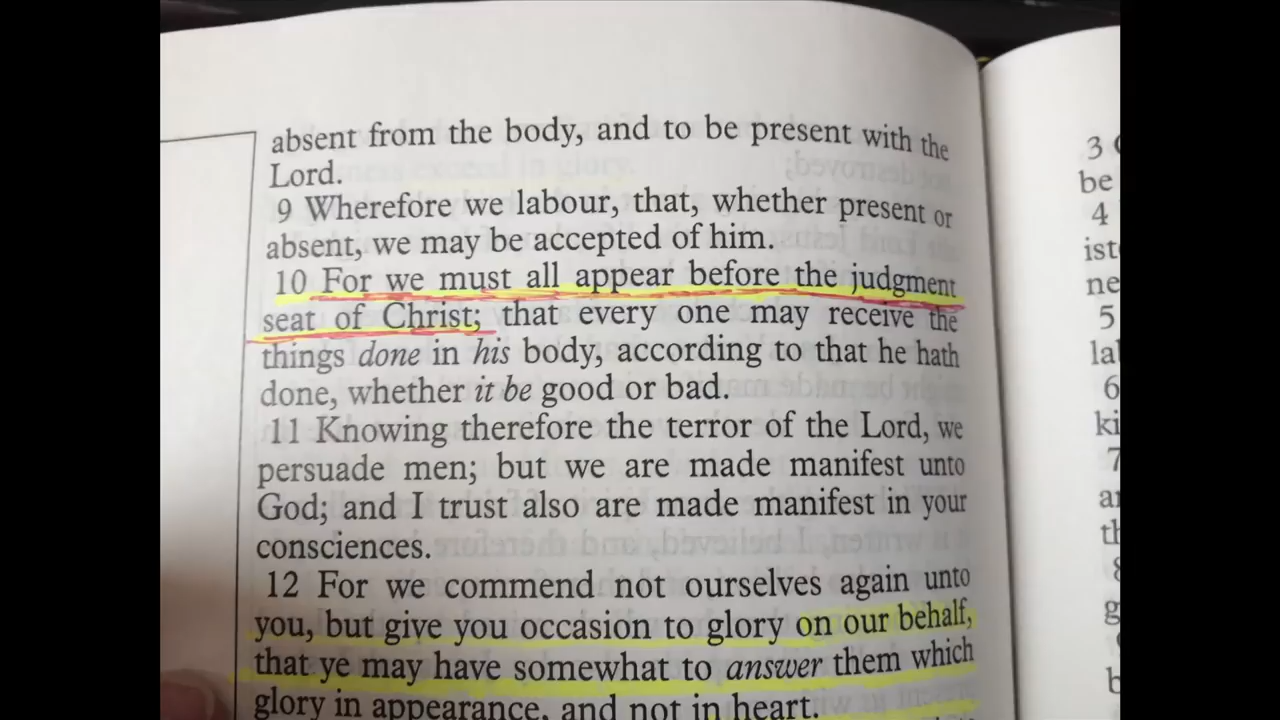 absent from the body, and to be present with the
Lord.
9 Wherefore we labour, that, whether present or
absent, we may be accepted of him.
10 For we must all appear before the judgment
seat of Christ; that every one may receive the
things done in his body, according to that he hath
done, whether it be good or bad.
11 Knowing therefore the terror of the Lord, we
persuade men; but we are made manifest unto
God; and I trust also are made manifest in your
consciences.
12 For we commend not ourselves again unto
you, but give you occasion to glory on our behalf,
that ye may have somewhat to answer them which
glory in appearance, and not in heart.
3
be
4
5
6
7